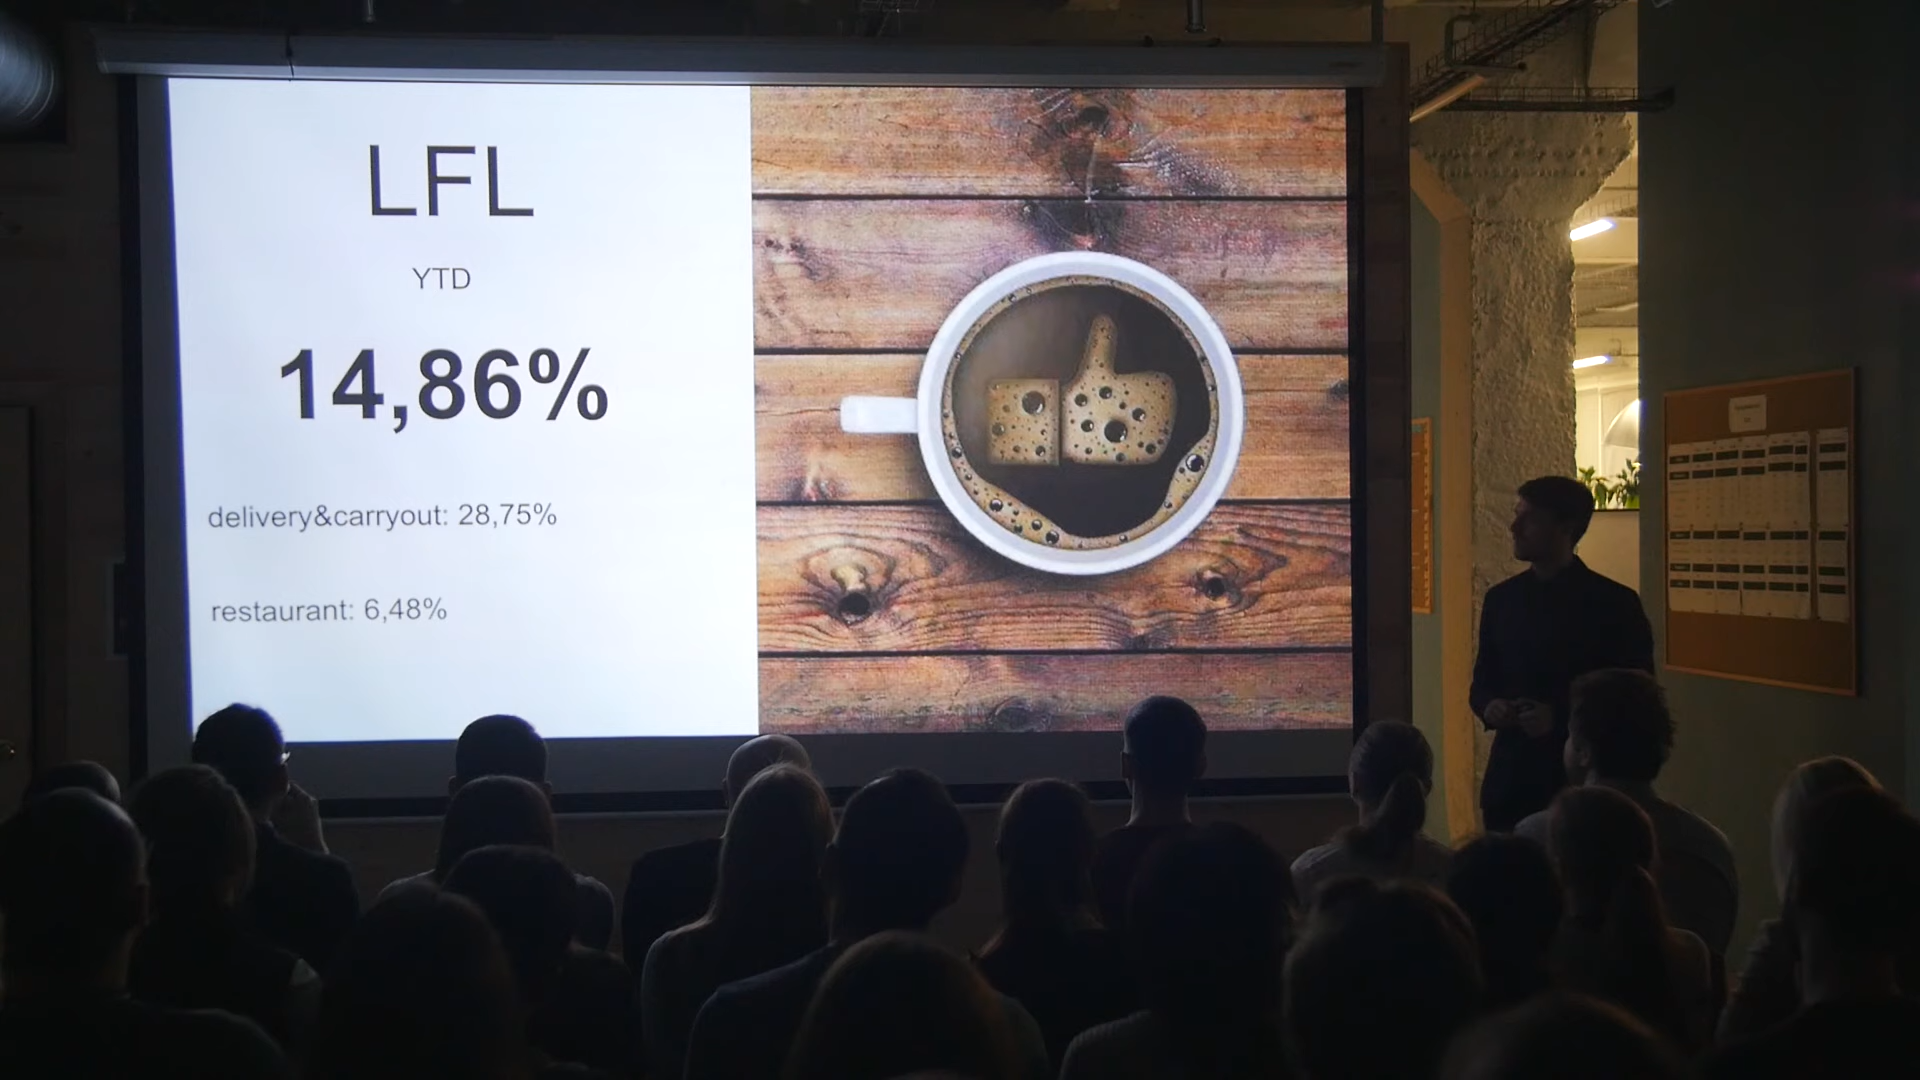 LFL
YTD
14,86%
delivery&carryout: 28,75%
restaurant: 6,48%